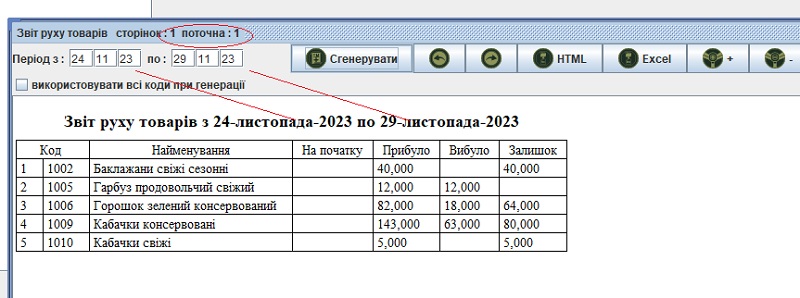 Звіт руху товарів сторінок : 1 поточна : 1
Період з : 24 11 23 по : 29 11 23 Сгенерувати HTML Excel + -
використовувати всі коди при генерації
Звіт руху товарів з 24-листопада-2023 по 29-листопада-2023
Код Найменування На початку Прибуло Вибуло Залишок
1 1002 Баклажани свіжі сезонні 40,000 40,000
2 1005 Гарбуз продовольчий свіжий 12,000 12,000
3 1006 Горошок зелений консервований 82,000 18,000 64,000
4 1009 Кабачки консервовані 143,000 63,000 80,000
5 1010 Кабачки свіжі 5,000 5,000